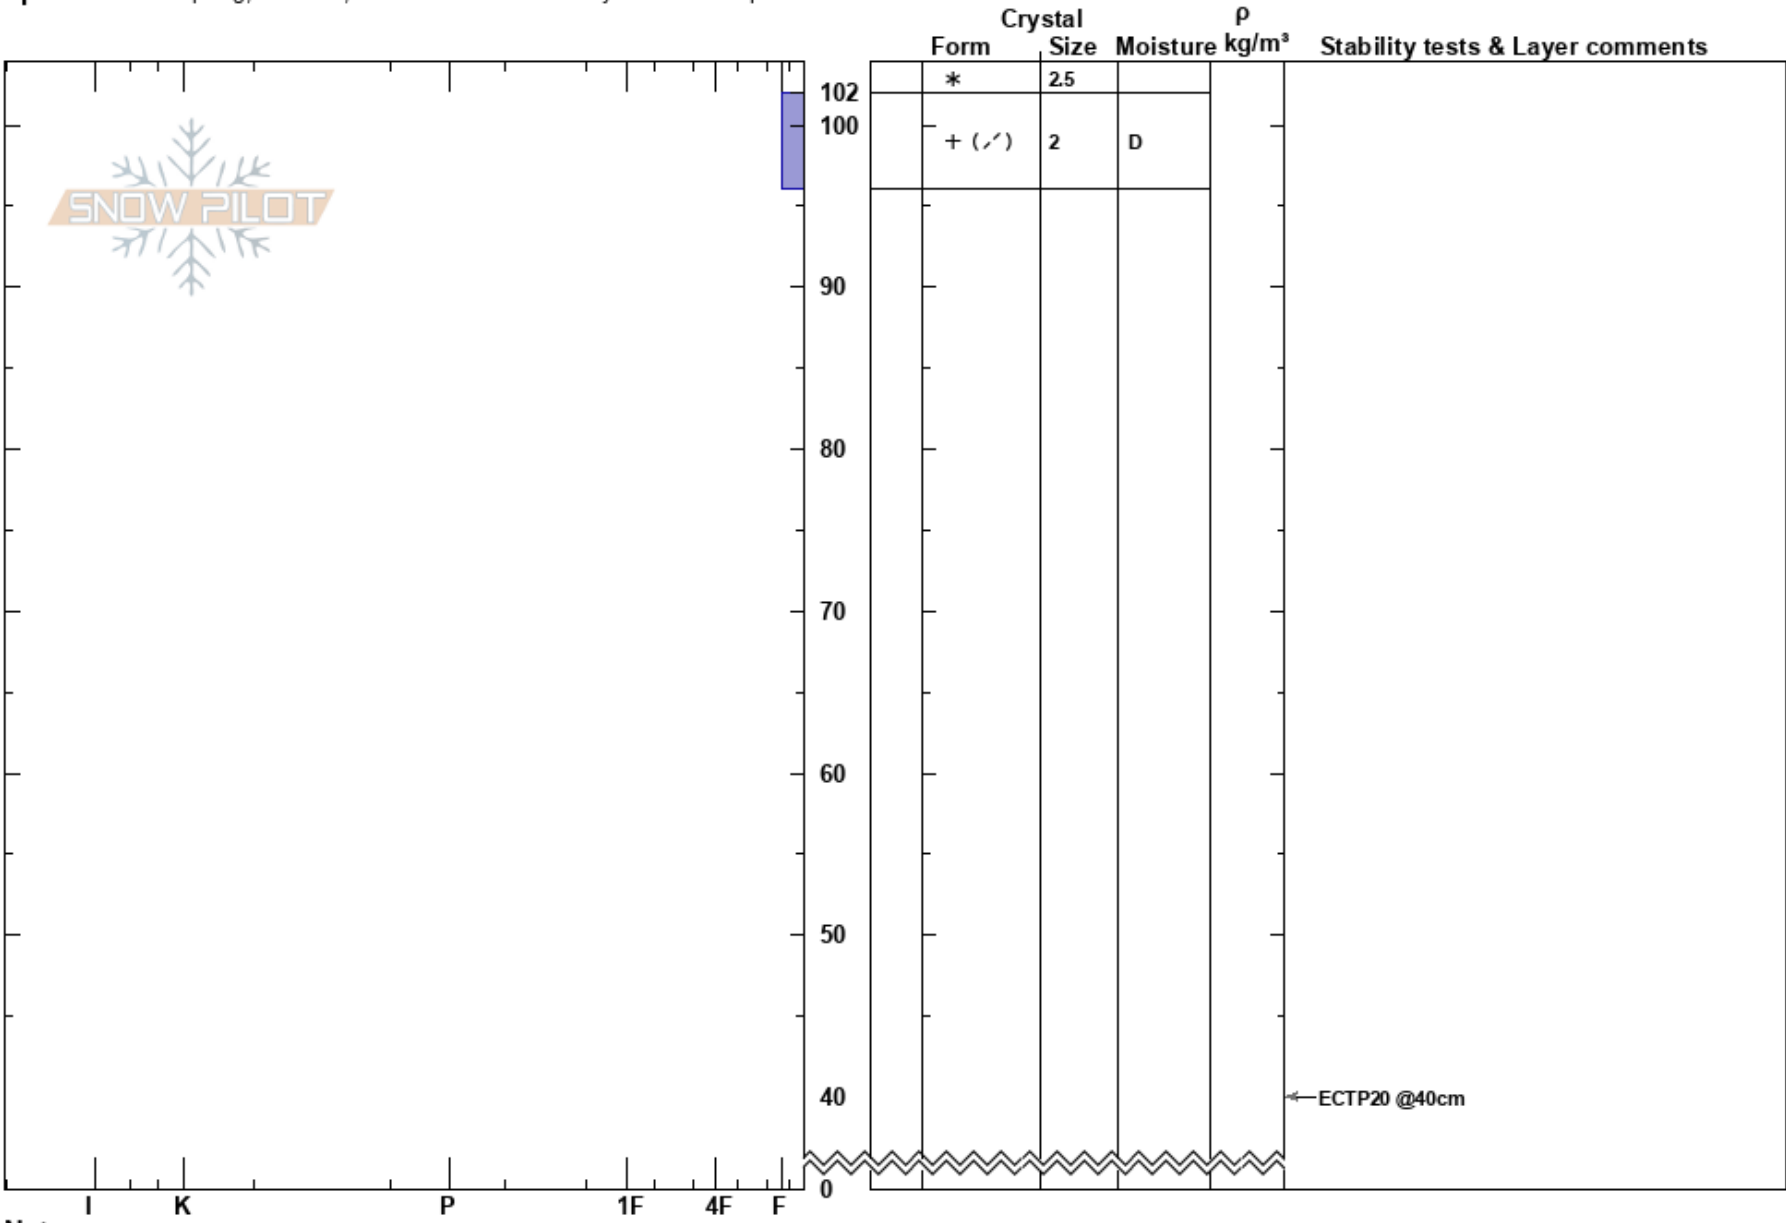 Crystal
ρ
Form Size Moisture kg/m³ Stability tests & Layer comments
* 2.5
102
100
+ (⟋) 2 D
SNOW PILOT
90
80
70
60
50
40
ECTP20 @40cm
0
I K P 1F 4F F